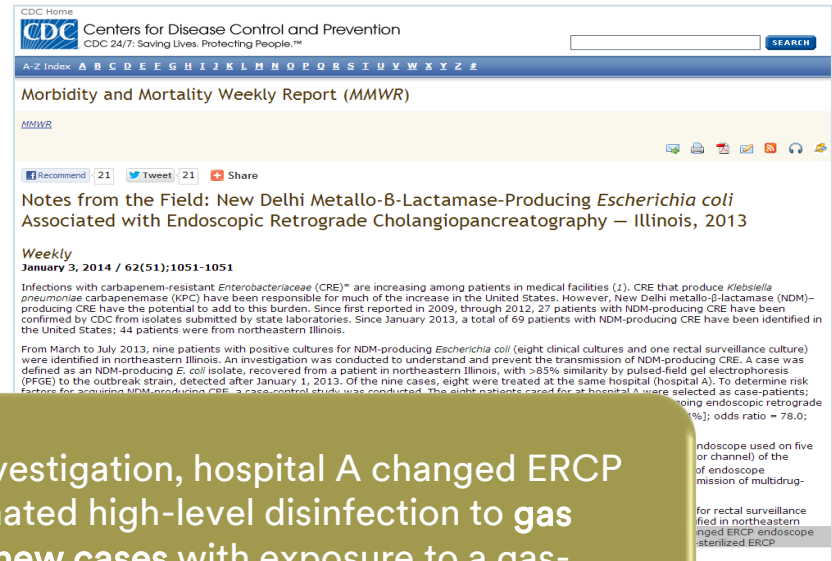 CDC Home
CDC Centers for Disease Control and Prevention
CDC 24/7: Saving Lives. Protecting People.™
SEARCH
A-Z Index A B C D E F G H I J K L M N O P Q R S T U V W X Y Z #
Morbidity and Mortality Weekly Report (MMWR)
MMWR
Recommend 21 Tweet 21 Share
Notes from the Field: New Delhi Metallo-β-Lactamase-Producing Escherichia coli
Associated with Endoscopic Retrograde Cholangiopancreatography — Illinois, 2013
Weekly
January 3, 2014 / 62(51);1051-1051
Infections with carbapenem-resistant Enterobacteriaceae (CRE)* are increasing among patients in medical facilities (1). CRE that produce Klebsiella
pneumoniae carbapenemase (KPC) have been responsible for much of the increase in the United States. However, New Delhi metallo-β-lactamase (NDM)–
producing CRE have the potential to add to this burden. Since first reported in 2009, through 2012, 27 patients with NDM-producing CRE have been
confirmed by CDC from isolates submitted by state laboratories. Since January 2013, a total of 69 patients with NDM-producing CRE have been identified in
the United States; 44 patients were from northeastern Illinois.
From March to July 2013, nine patients with positive cultures for NDM-producing E. coli (eight clinical cultures and one rectal surveillance culture)
were identified in northeastern Illinois. An investigation was conducted to understand and prevent the transmission of NDM-producing CRE. A case was
defined as an NDM-producing E. coli isolate, recovered from a patient in northeastern Illinois, with >85% similarity by pulsed-field gel electrophoresis
(PFGE) to the outbreak strain, detected after January 1, 2013. Of the nine cases, eight were treated at the same hospital (hospital A). To determine risk
factors for acquiring NDM-producing CRE, a case-control study was conducted. The eight patients cared for at hospital A were selected as case-patients;
going endoscopic retrograde
%]; odds ratio = 78.0;
ndoscope used on five
or channel) of the
of endoscope
mission of multidrug-
for rectal surveillance
ified in northeastern
nged ERCP endoscope
-sterilized ERCP
vestigation, hospital A changed ERCP
nated high-level disinfection to gas
new cases with exposure to a gas-